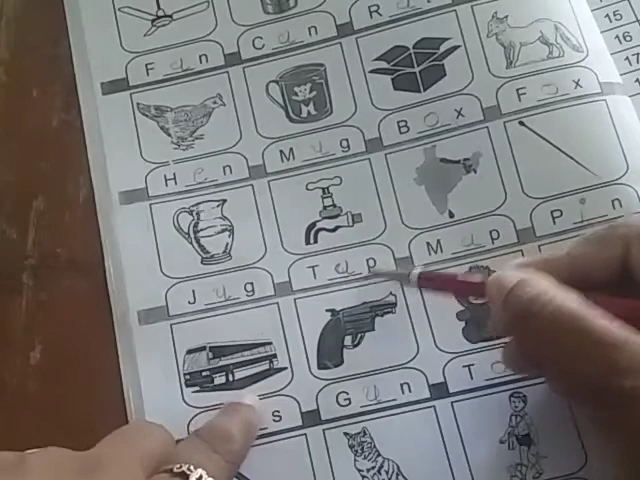 15
F a n C a n R a 16
17
H e n M u g B o x F o x
J u g T a p M a p P i n
s G u n T